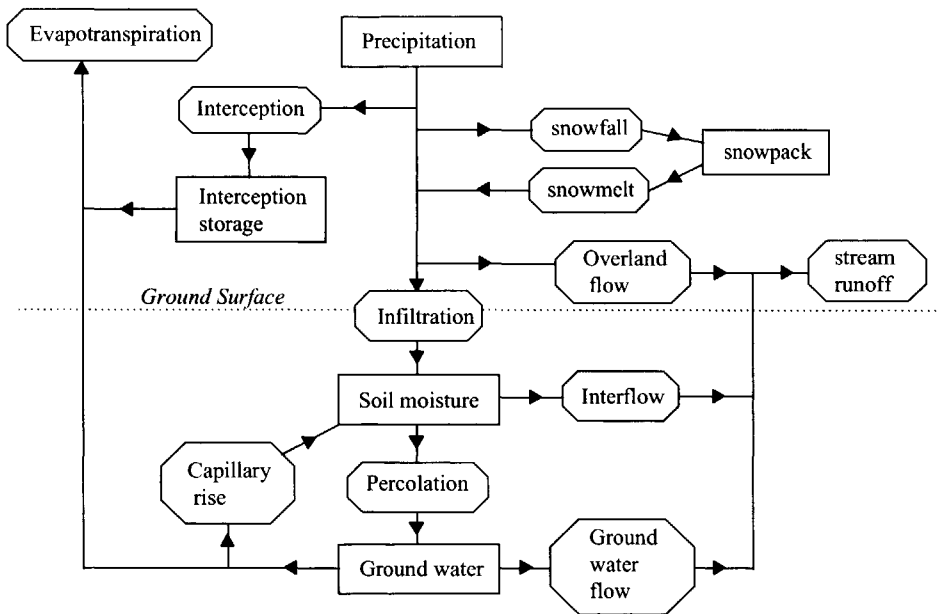 Evapotranspiration
Precipitation
Interception
snowfall
snowpack
snowmelt
Interception
storage
Overland
flow
stream
runoff
Ground Surface
Infiltration
Soil moisture
Interflow
Capillary
rise
Percolation
Ground water
Ground
water
flow